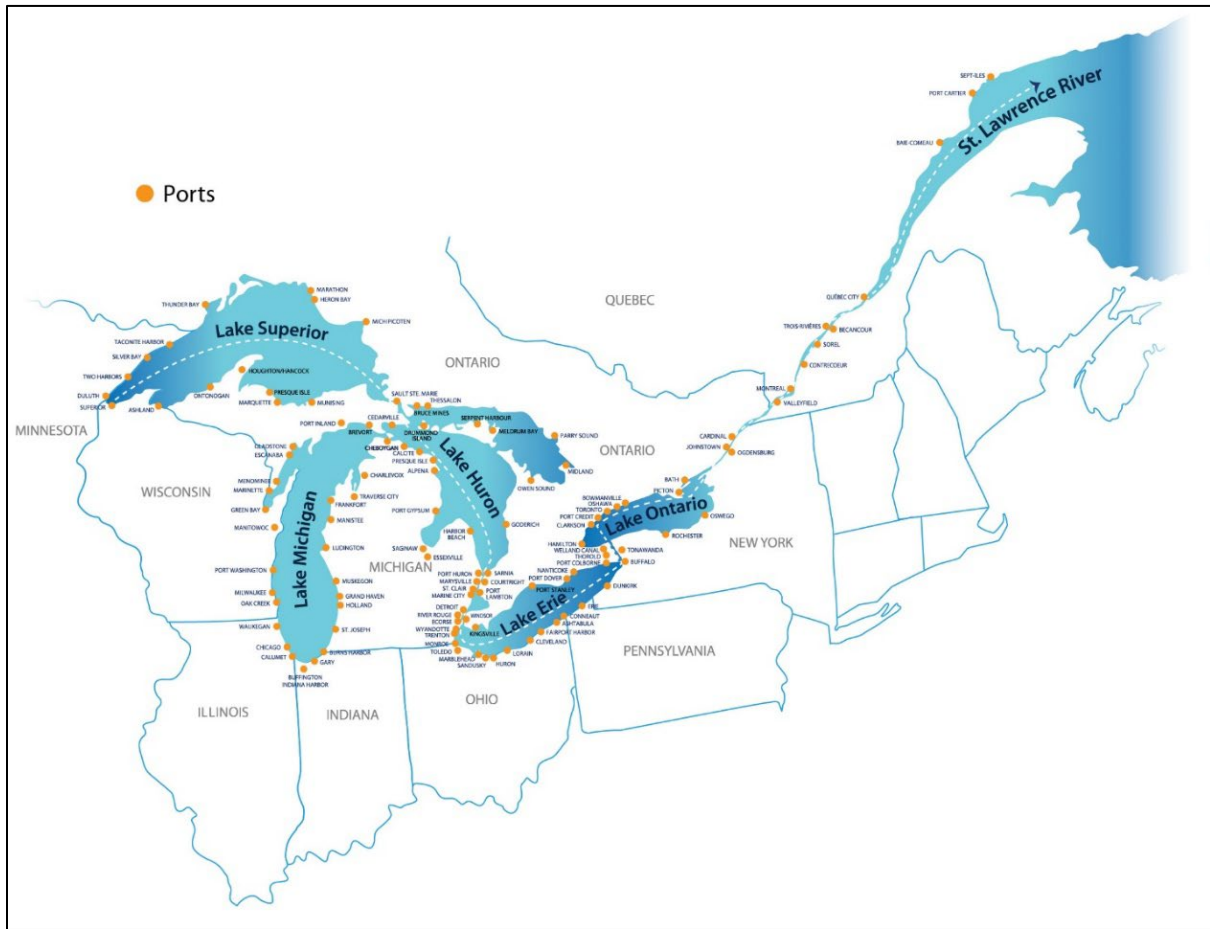 SEPT-ILES
PORT CARTIER
St. Lawrence River
BAIE-COMEAU
Ports
QUEBEC
QUÉBEC CITY
MARATHON
HERON BAY
THUNDER BAY
MICHIPICOTEN
Lake Superior
TROIS-RIVIÈRES
BECANCOUR
TACONITE HARBOR
SOREL
SILVER BAY
ONTARIO
CONTRECOEUR
HOUGHTON/HANCOCK
TWO HARBORS
ONTONOGAN
PRESQUE ISLE
MONTREAL
DULUTH
SAULT STE. MARIE
THESSALON
VALLEYFIELD
SUPERIOR
ASHLAND
MARQUETTE
MUNISING
BRUCE MINES
SERPENT HARBOUR
MINNESOTA
PORT INLAND
CEDARVILLE
BREVORT
DRUMMOND
ISLAND
MELDRUM BAY
PARRY SOUND
CARDINAL
GLADSTONE
ESCANABA
CHEBOYGAN
CALCITE
JOHNSTOWN
OGDENSBURG
ONTARIO
PRESQUE ISLE
ALPENA
Lake Huron
MIDLAND
CHARLEVOIX
OWEN SOUND
BATH
PICTON
WISCONSIN
MENOMINEE
MARINETTE
TRAVERSE CITY
FRANKFORT
GREEN BAY
BOWMANVILLE
OSHAWA
TORONTO
PORT CREDIT
CLARKSON
Lake Ontario
OSWEGO
MANITOWOC
MANISTEE
PORT GYPSUM
GODERICH
HARBOR
BEACH
ROCHESTER
NEW YORK
Lake Michigan
LUDINGTON
SAGINAW
ESSEXVILLE
HAMILTON
WELLAND CANAL
THOROLD
PORT COLBORNE
TONAWANDA
BUFFALO
MICHIGAN
PORT WASHINGTON
MUSKEGON
PORT HURON
MARYSVILLE
ST. CLAIR
MARINE CITY
SARNIA
COURTRIGHT
PORT
LAMBTON
NANTICOKE
PORT DOVER
PORT STANLEY
DUNKIRK
MILWAUKEE
OAK CREEK
GRAND HAVEN
HOLLAND
DETROIT
RIVER ROUGE
ECORSE
WYANDOTTE
TRENTON
WINDSOR
KINGSVILLE
Lake Erie
ERIE
CONNEAUT
ASHTABULA
FAIRPORT HARBOR
CLEVELAND
WAUKEGAN
ST. JOSEPH
MONROE
TOLEDO
MARBLEHEAD
SANDUSKY
HURON
LORAIN
PENNSYLVANIA
CHICAGO
CALUMET
BURNS HARBOR
GARY
BUFFINGTON
INDIANA HARBOR
OHIO
ILLINOIS
INDIANA